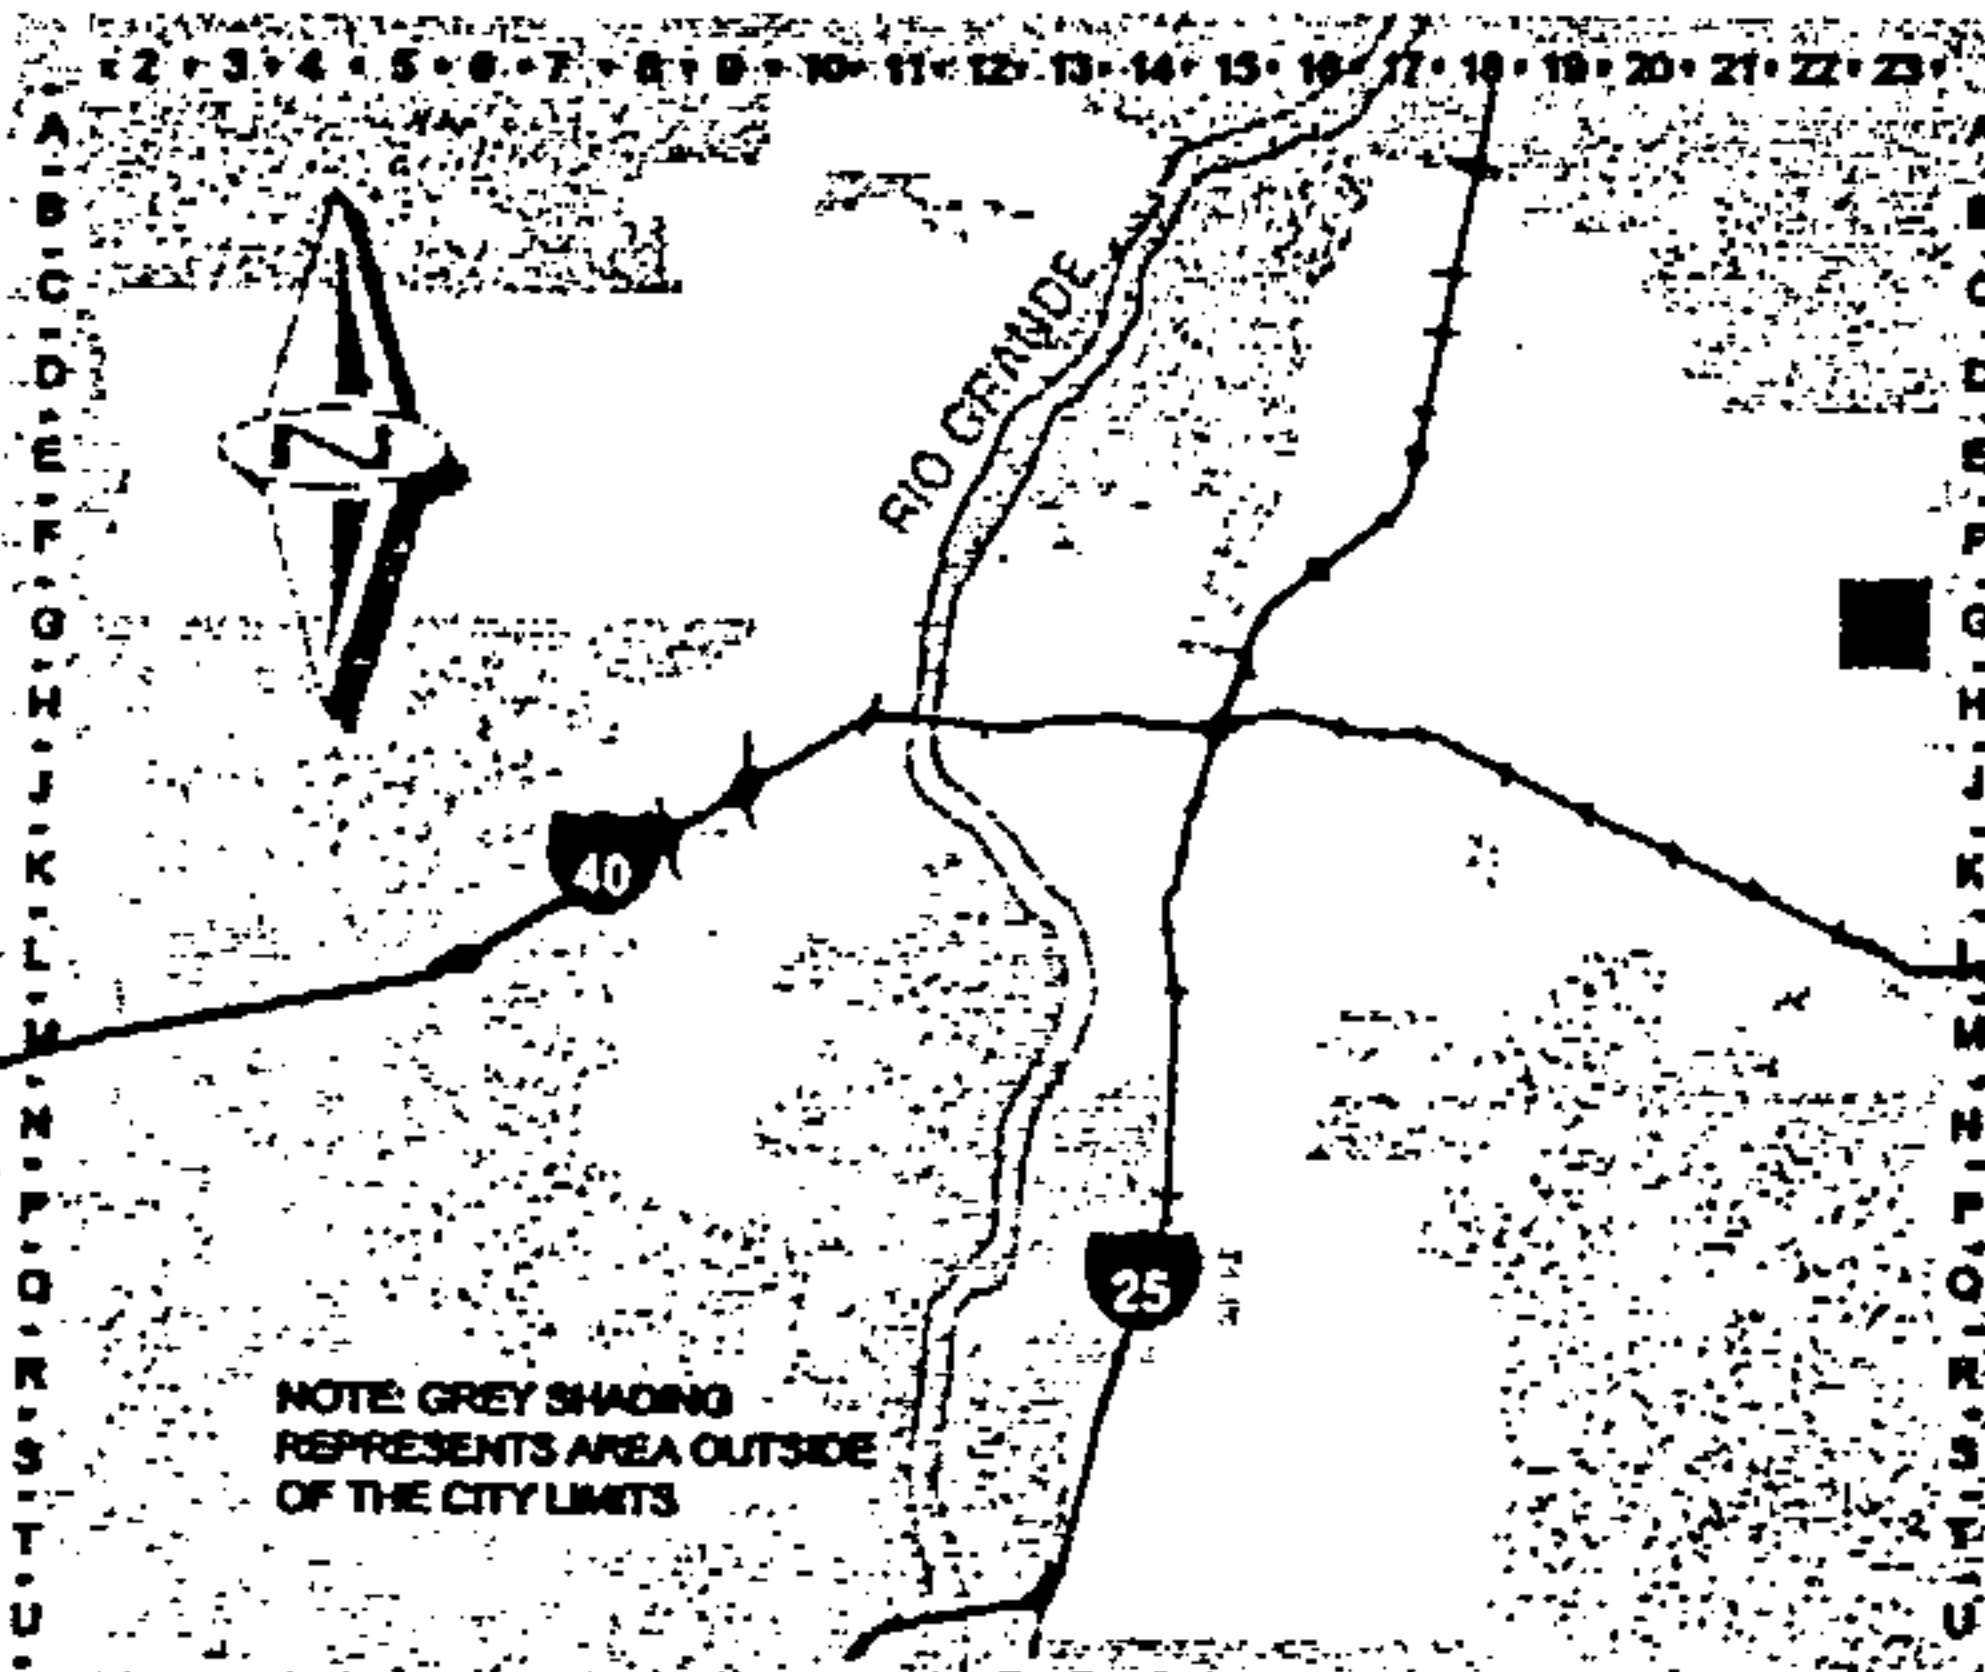 2 3 4 5 6 7 8 9 10 11 12 13 14 15 16 17 18 19 20 21 22 23
A A
B B
C C
D D
E E
F F
G G
H H
J J
K K
L L
M M
N N
P P
Q Q
R R
S S
T T
U U
N
RIO GRANDE
40
25
NOTE: GREY SHADING
REPRESENTS AREA OUTSIDE
OF THE CITY LIMITS